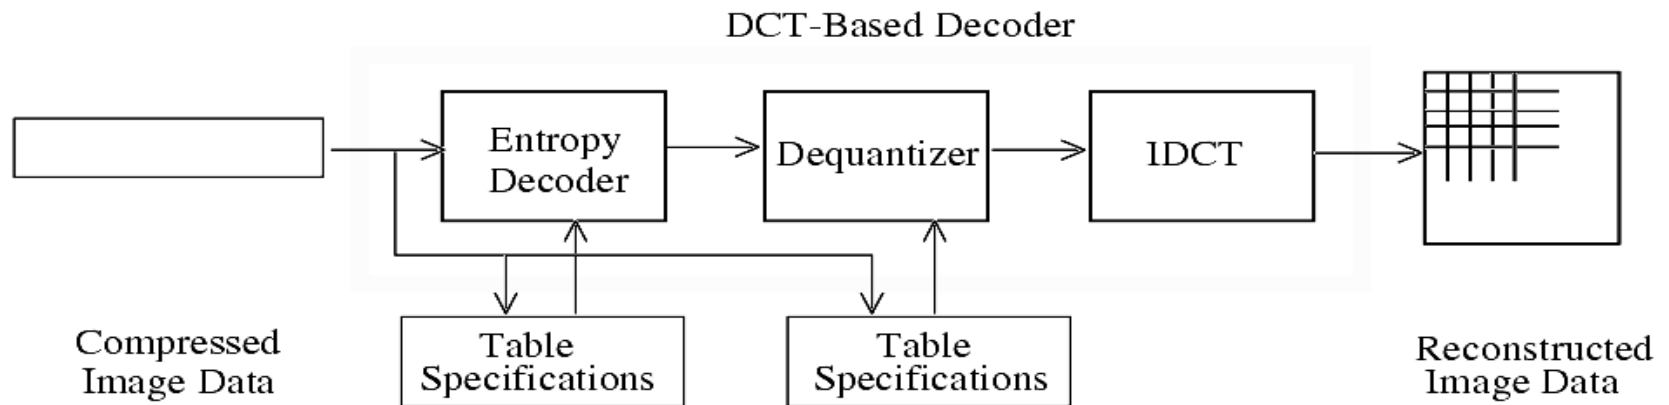 DCT-Based Decoder
Entropy
Decoder
Dequantizer
IDCT
Compressed
Image Data
Table
Specifications
Table
Specifications
Reconstructed
Image Data